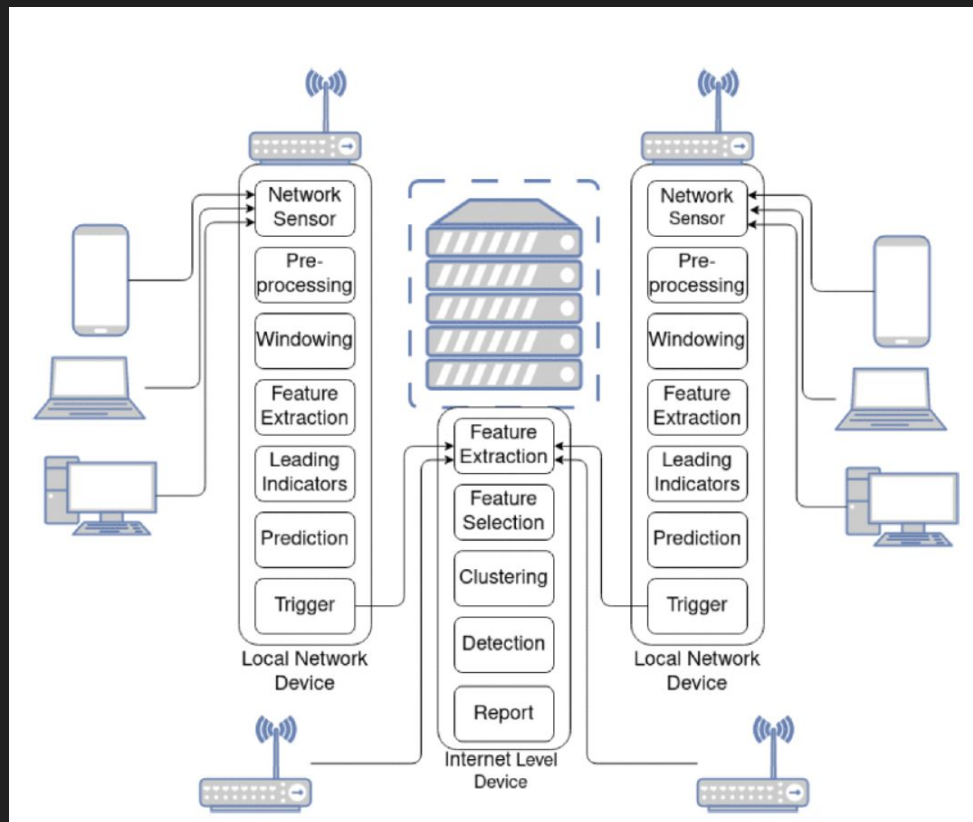 Network
Sensor
Pre-
processing
Windowing
Feature
Extraction
Leading
Indicators
Prediction
Trigger
Local Network
Device
Feature
Extraction
Feature
Selection
Clustering
Detection
Report
Internet Level
Device
Network
Sensor
Pre-
processing
Windowing
Feature
Extraction
Leading
Indicators
Prediction
Trigger
Local Network
Device